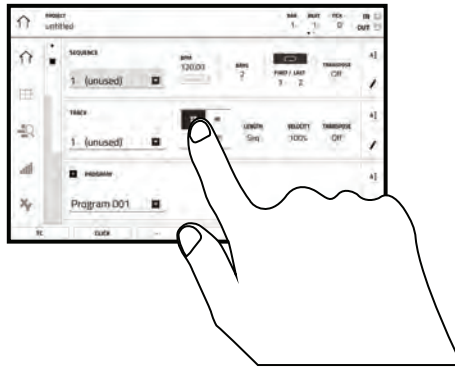 PROJECT
untitled
BAR BEAT TICK
1 1 0
IN
OUT
SEQUENCE
1 (unused)
BPM
120.00
BARS
2
FIRST / LAST
1 2
TRANSPOSE
Off
TRACK
1 (unused)
LENGTH
Seq
VELOCITY
100%
TRANSPOSE
Off
PROGRAM
Program 001
XY
TC
CLICK